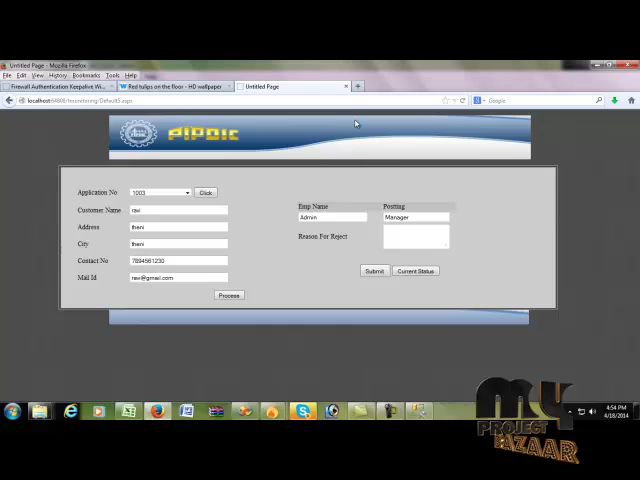 Untitled Page - Mozilla Firefox
File Edit View History Bookmarks Tools Help
Firewall Authentication Keepalive Wi...
Red tulips on the floor - HD wallpaper
Untitled Page
Google
PIPDIC
Application No 1003 Click
Customer Name ravi
Address theni
City theni
Contact No 7894561230
Mail Id ravi@gmail.com
Process
Emp Name Postting
Admin Manager
Reason For Reject
Submit Current Status
4:54 PM
4/18/2014
MY
PROJECT
BAZAAR